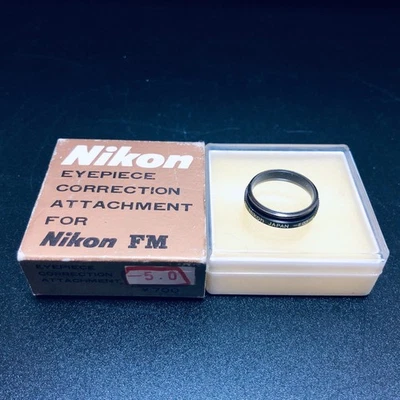 Nikon
EYEPIECE
CORRECTION
ATTACHMENT
FOR
Nikon FM
EYEPIECE
CORRECTION
ATTACHMENT
-5.0
JAPAN